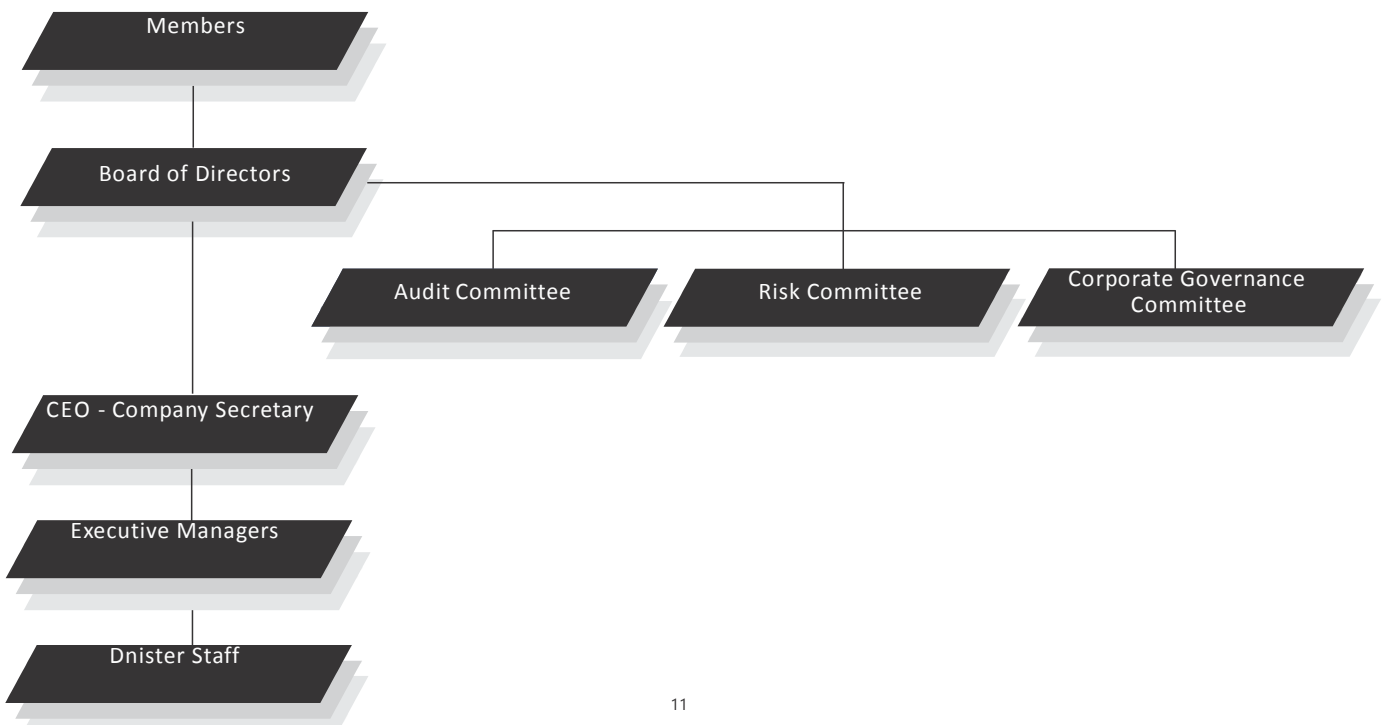 Members
Board of Directors
Audit Committee
Risk Committee
Corporate Governance
Committee
CEO - Company Secretary
Executive Managers
Dnister Staff
11